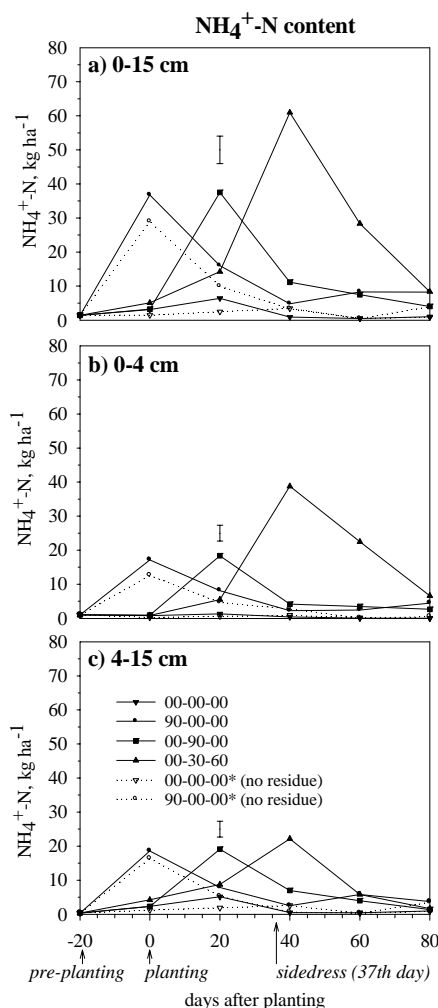 NH4+-N content
a) 0-15 cm
80
70
60
50
40
30
20
10
0
NH4+-N, kg ha-1
b) 0-4 cm
80
70
60
50
40
30
20
10
0
NH4+-N, kg ha-1
c) 4-15 cm
80
70
60
50
40
30
20
10
0
NH4+-N, kg ha-1
00-00-00
90-00-00
00-90-00
00-30-60
00-00-00* (no residue)
90-00-00* (no residue)
-20 0 20 40 60 80
pre-planting planting sidedress (37th day)
days after planting